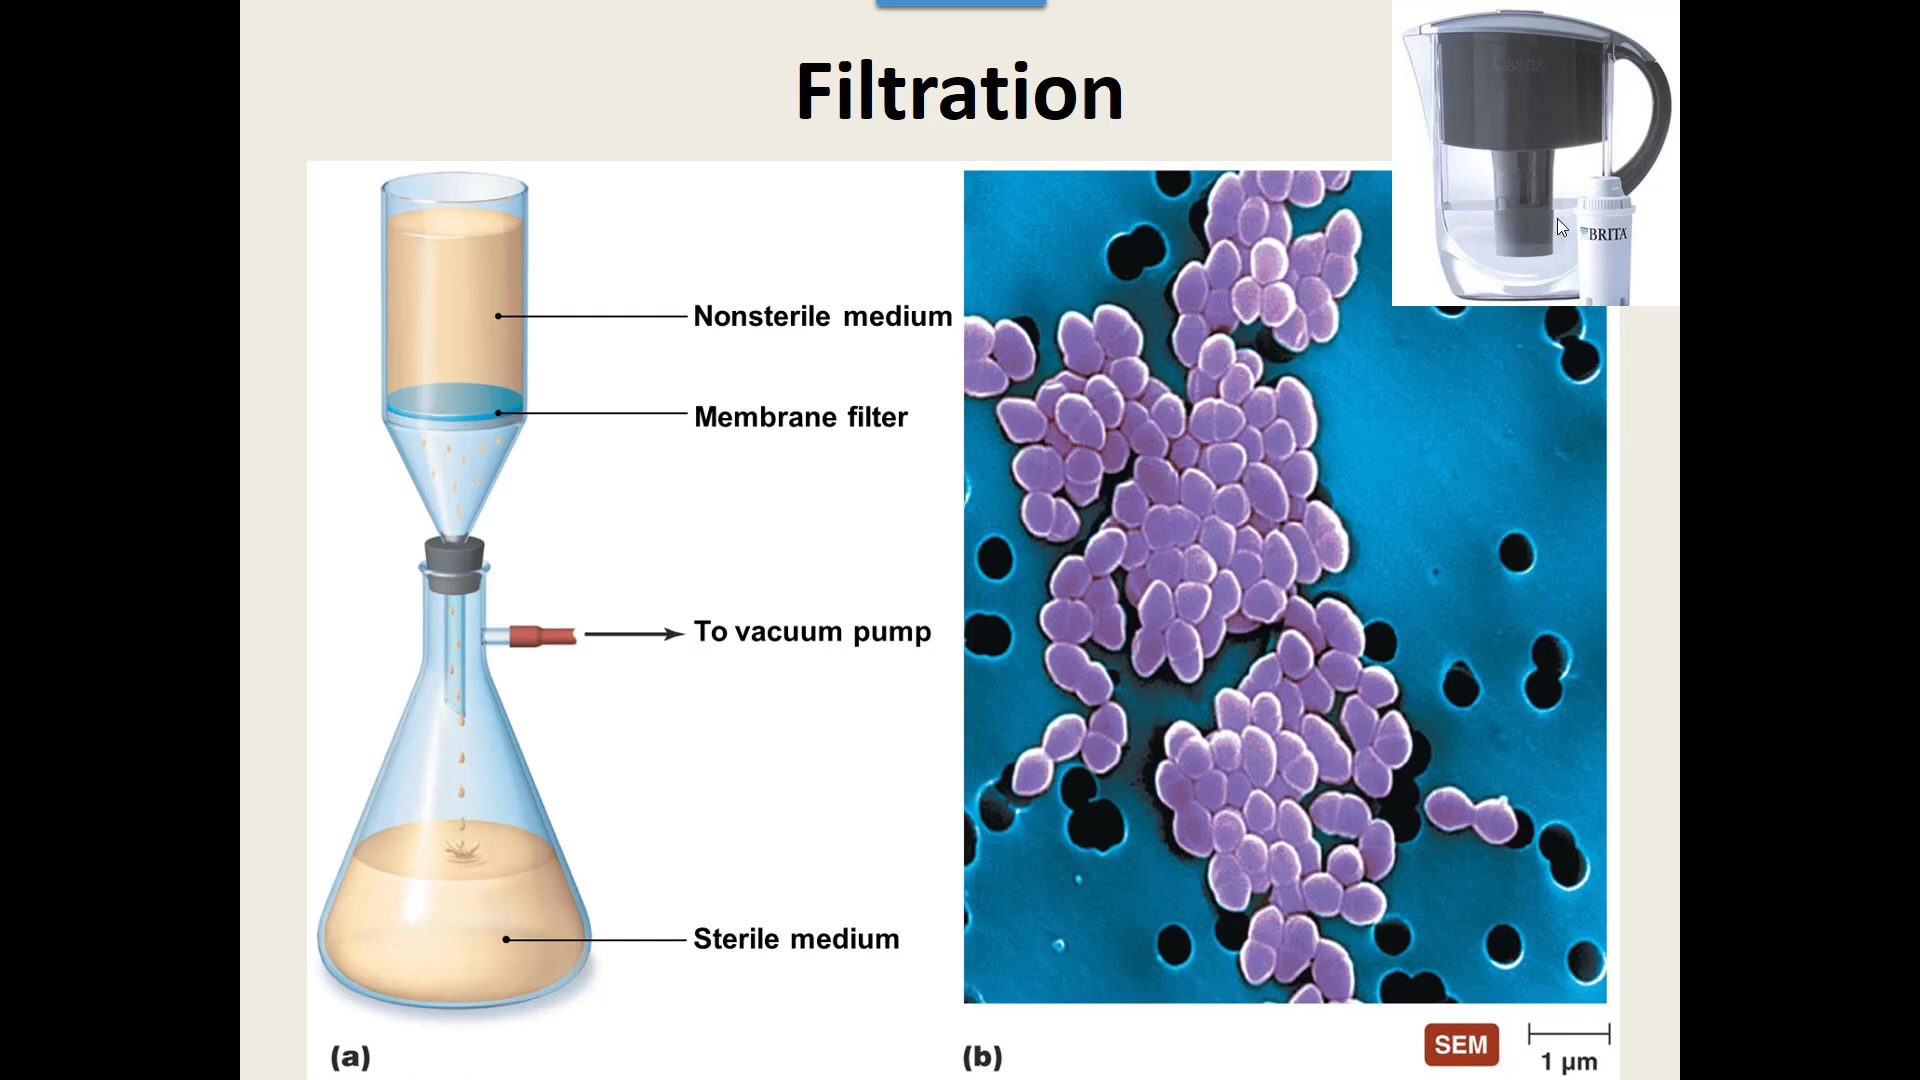 Filtration
BRITA
Nonsterile medium
Membrane filter
To vacuum pump
Sterile medium
(a)
(b)
SEM
1 µm